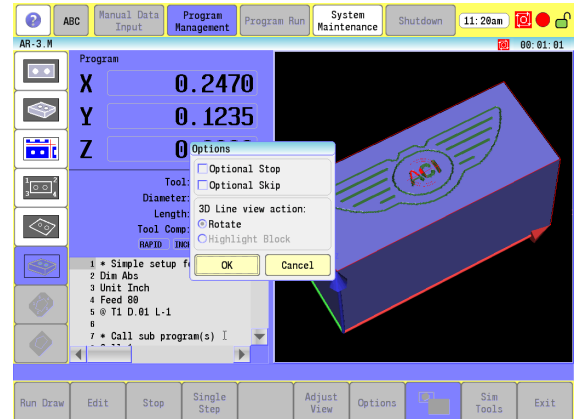 ABC
Manual Data
Input
Program
Management
Program Run
System
Maintenance
Shutdown
11:20am
AR-3.M
00:01:01
Program
X 0.2470
Y 0.1235
Z
Options
Optional Stop
Optional Skip
3D Line view action:
Rotate
Highlight Block
OK
Cancel
Tool:
Diameter:
Length:
Tool Comp:
RAPID
1 * Simple setup
2 Dim Abs
3 Unit Inch
4 Feed 80
5 @ T1 D.01 L-1
6
7 * Call sub program(s)
ACI
Run Draw
Edit
Stop
Single
Step
Adjust
View
Options
Sim
Tools
Exit